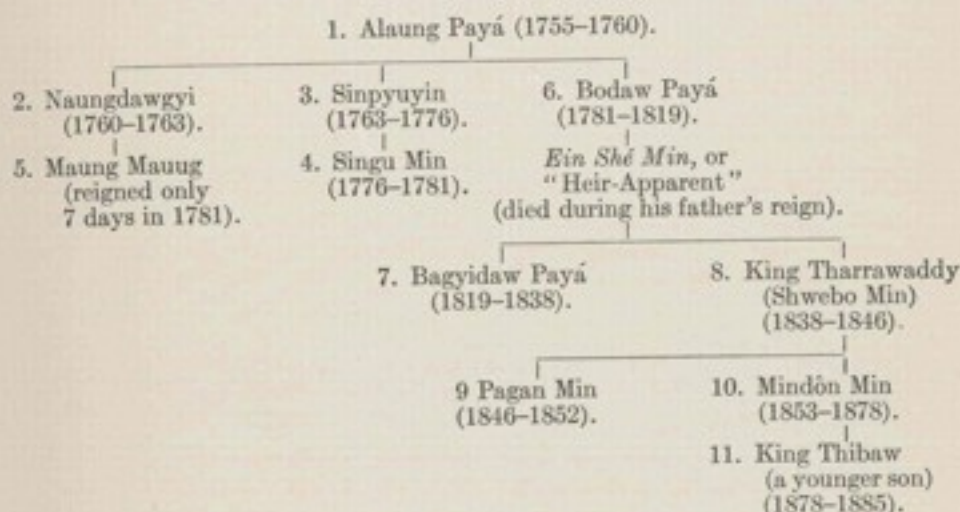 1. Alaung Payá (1755–1760).
2. Naungdawgyi
(1760–1763).
3. Sinpyuyin
(1763–1776).
6. Bodaw Payá
(1781–1819).
5. Maung Mauug
(reigned only
7 days in 1781).
4. Singu Min
(1776–1781).
Ein Shé Min, or
"Heir-Apparent"
(died during his father's reign).
7. Bagyidaw Payá
(1819–1838).
8. King Tharrawaddy
(Shwebo Min)
(1838–1846).
9 Pagan Min
(1846–1852).
10. Mindôn Min
(1853–1878).
11. King Thibaw
(a younger son)
(1878–1885).